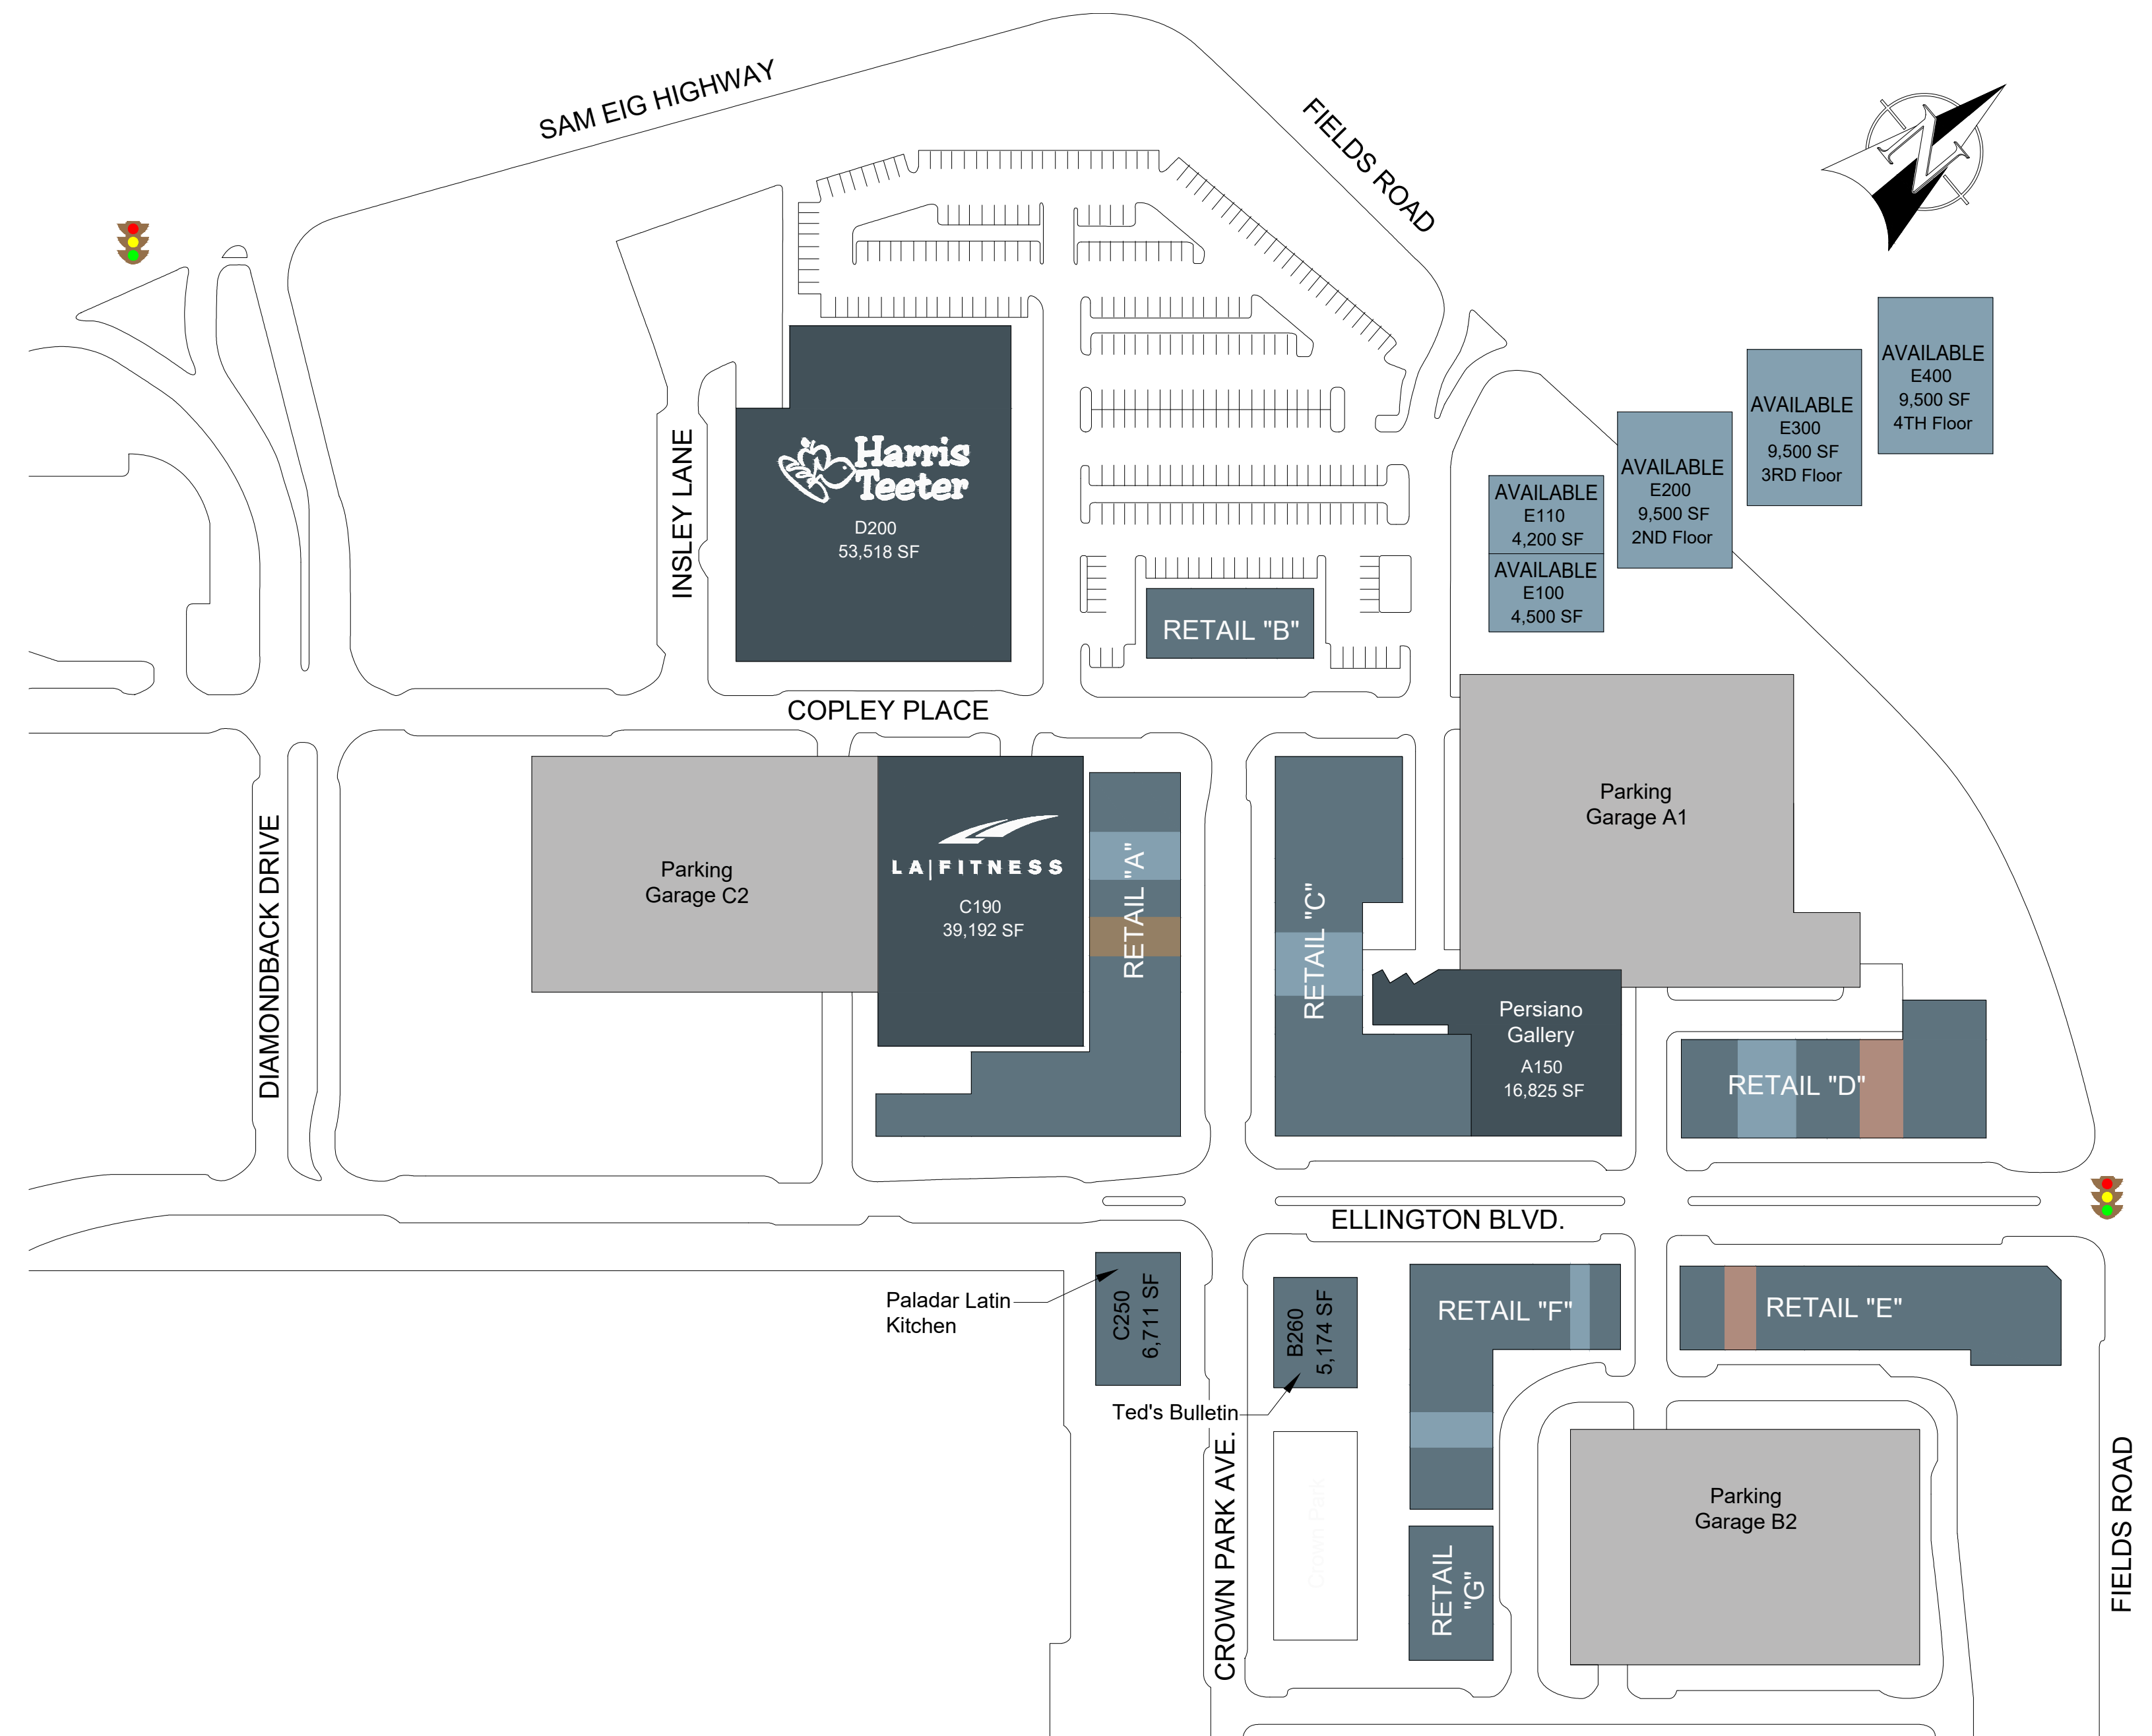 SAM EIG HIGHWAY
FIELDS ROAD
N
AVAILABLE
E400
9,500 SF
4TH Floor
AVAILABLE
E300
9,500 SF
3RD Floor
AVAILABLE
E200
9,500 SF
2ND Floor
AVAILABLE
E110
4,200 SF
AVAILABLE
E100
4,500 SF
INSLEY LANE
Harris
Teeter
D200
53,518 SF
RETAIL "B"
COPLEY PLACE
DIAMONDBACK DRIVE
Parking
Garage C2
LA|FITNESS
C190
39,192 SF
RETAIL "A"
RETAIL "C"
Parking
Garage A1
Persiano
Gallery
A150
16,825 SF
RETAIL "D"
ELLINGTON BLVD.
Paladar Latin
Kitchen
C250
6,711 SF
B260
5,174 SF
Ted's Bulletin
RETAIL "F"
RETAIL "E"
CROWN PARK AVE.
Crown Park
RETAIL
"G"
Parking
Garage B2
FIELDS ROAD